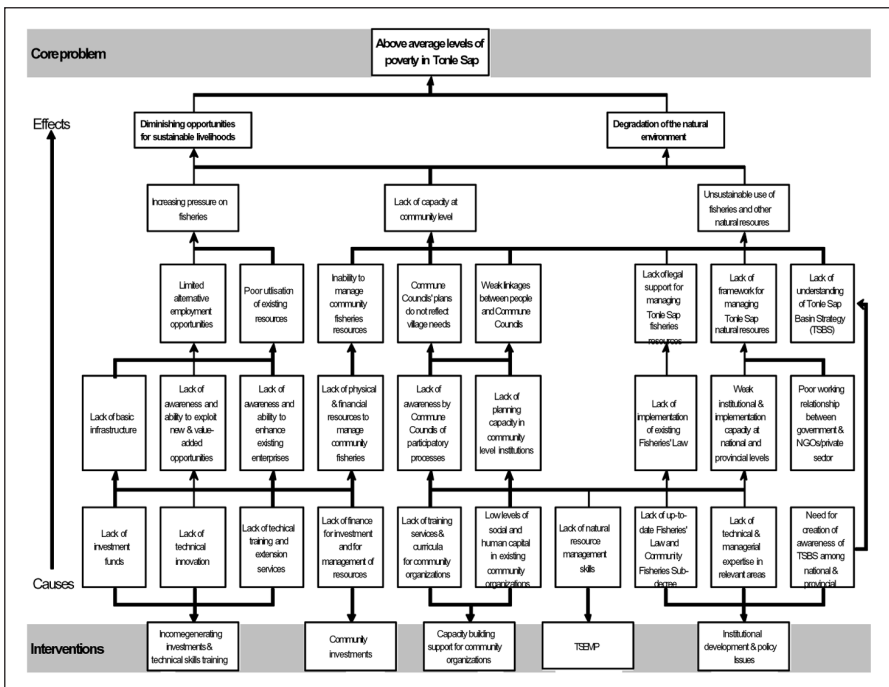 Core problem
Above average levels of
poverty in Tonle Sap
Effects
Diminishing opportunities
for sustainable livelihoods
Degradation of the natural
environment
Increasing pressure on
fisheries
Lack of capacity at
community level
Unsustainable use of
fisheries and other
natural resoures
Limited
alternative
employment
opportunities
Poor utlisation
of existing
resources
Inability to
manage
community
fisheries
resources
Commune
Councils' plans
do not reflect
village needs
Weak linkages
between people
and Commune
Councils
Lack of legal
support for
managing
Tonle Sap
fisheries
resources
Lack of
framework for
managing
Tonle Sap
natural resoures
Lack of
understanding
of Tonle Sap
Basin Strategy
(TSBS)
Lack of basic
infrastructure
Lack of
awareness and
ability to exploit
new & value-
added
opportunities
Lack of
awareness and
ability to
enhance
existing
enterprises
Lack of physical
& financial
resources to
manage
community
fisheries
Lack of
awareness by
Commune
Councils of
participatory
processes
Lack of
planning
capacity in
community
level institutions
Lack of
implementation
of existing
Fisheries' Law
Weak
institutional &
implementation
capacity at
national and
provincial levels
Poor working
relationship
between
government &
NGOs/private
sector
Causes
Lack of
investment
funds
Lack of
technical
innovation
Lack of techical
training and
extension
services
Lack of finance
for investment
and for
management of
resources
Lack of training
services &
curricula
for community
organizations
Low levels of
social and
human capital
in existing
community
organizations
Lack of natural
resource
management
skills
Lack of up-to-
date Fisheries'
Law and
Community
Fisheries Sub-
degree
Lack of
technical &
managerial
expertise in
relevant areas
Need for
creation of
awareness of
TSBS among
national &
provincial
Interventions
Income generating
investments &
technical skills training
Community
investments
Capacity building
support for community
organizations
TSEMP
Institutional
development & policy
Issues